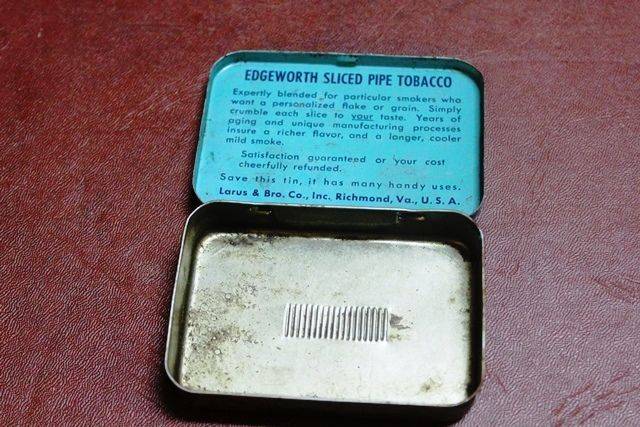 EDGEWORTH SLICED PIPE TOBACCO
Expertly blended for particular smokers who
want a personalized flake or grain. Simply
crumble each slice to your taste. Years of
aging and unique manufacturing processes
insure a richer flavor, and a longer, cooler
mild smoke.
Satisfaction guaranteed or your cost
cheerfully refunded.
Save this tin, it has many handy uses.
Larus & Bro. Co., Inc. Richmond, Va., U. S. A.